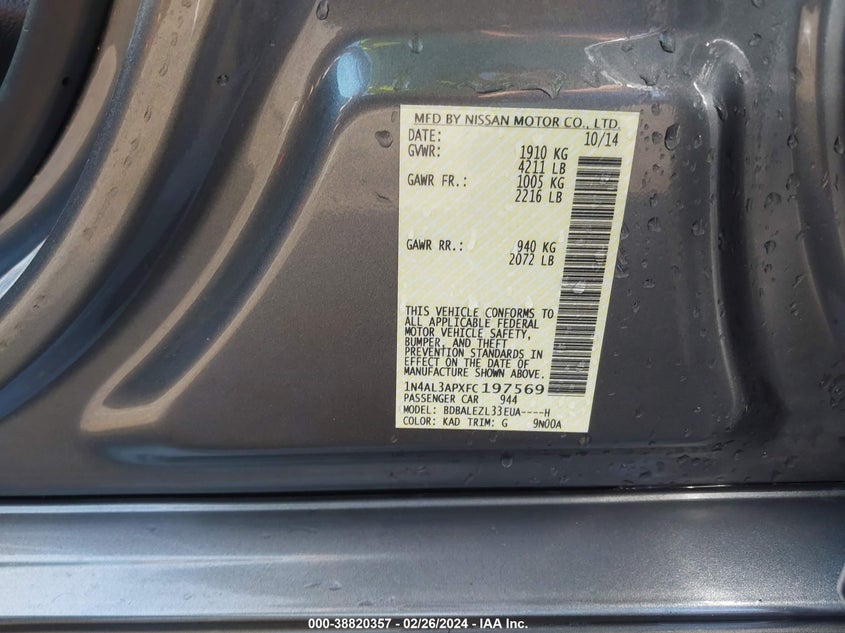 MFD BY NISSAN MOTOR CO., LTD.
DATE: 10/14
GVWR: 1910 KG
4211 LB
GAWR FR.: 1005 KG
2216 LB
GAWR RR.: 940 KG
2072 LB
THIS VEHICLE CONFORMS TO
ALL APPLICABLE FEDERAL
MOTOR VEHICLE SAFETY,
BUMPER, AND THEFT
PREVENTION STANDARDS IN
EFFECT ON THE DATE OF
MANUFACTURE SHOWN ABOVE.
1N4AL3APXFC197569
PASSENGER CAR 944
MODEL: BDBALEZL33EUA----H
COLOR: KAD TRIM: G 9N00A
000-38820357 - 02/26/2024 - IAA Inc.